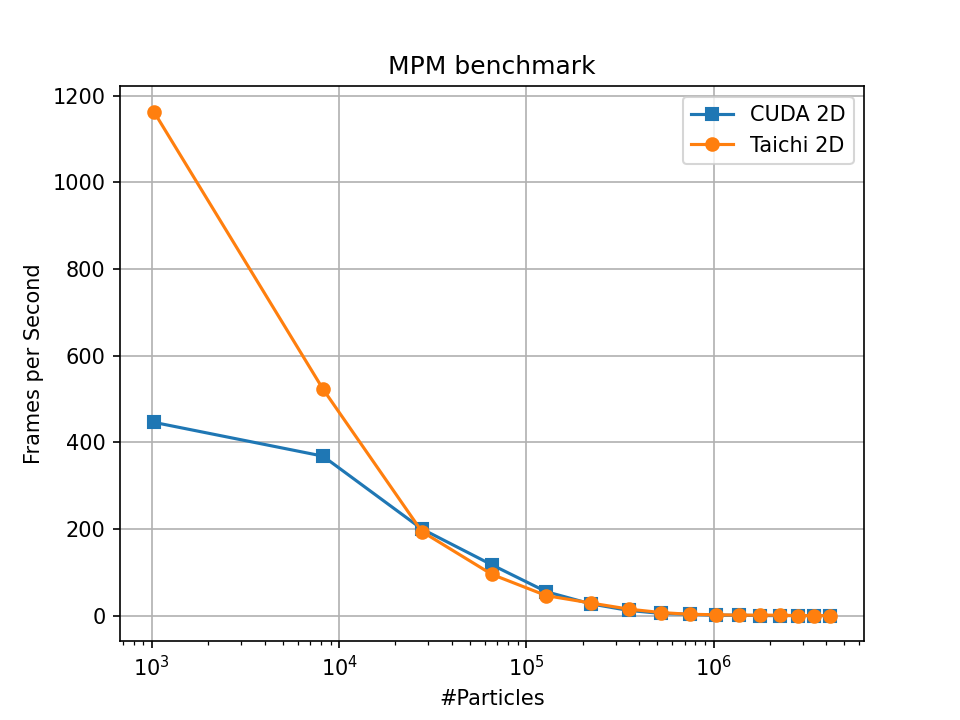 MPM benchmark
CUDA 2D
Taichi 2D
1200
1000
800
600
400
200
0
Frames per Second
10³ 10⁴ 10⁵ 10⁶
#Particles